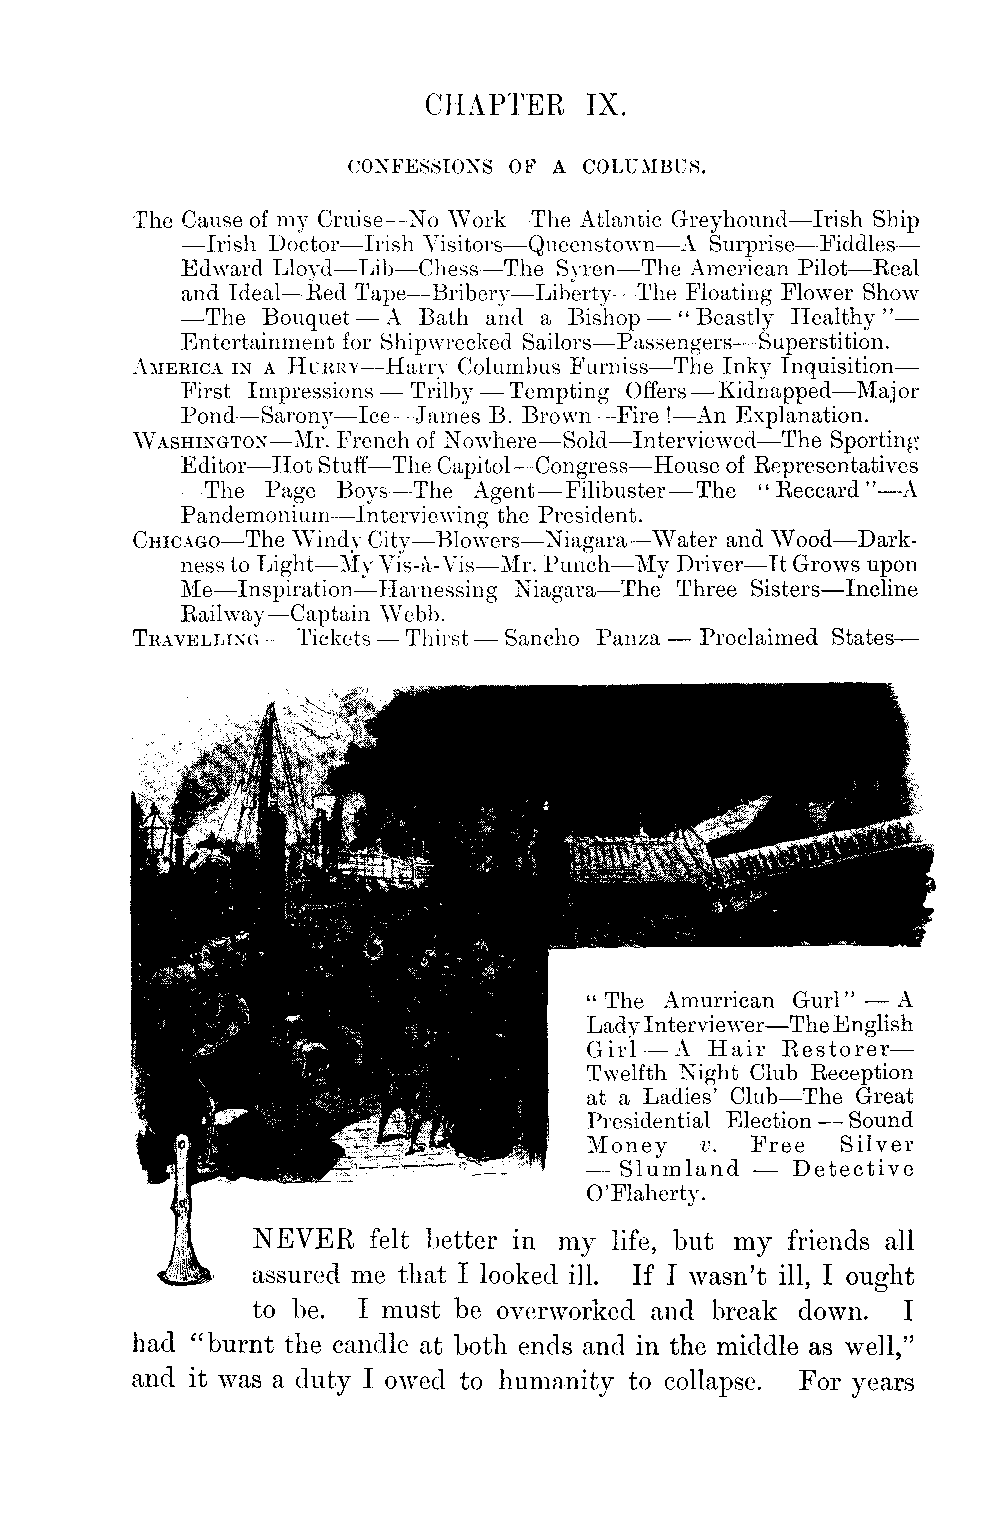 CHAPTER IX.
CONFESSIONS OF A COLUMBUS.
The Cause of my Cruise—No Work—The Atlantic Greyhound—Irish Ship
—Irish Doctor—Irish Visitors—Queenstown—A Surprise—Fiddles—
Edward Lloyd—Lib—Chess—The Syren—The American Pilot—Real
and Ideal—Red Tape—Bribery—Liberty—The Floating Flower Show
—The Bouquet — A Bath and a Bishop — “Beastly Healthy”—
Entertainment for Shipwrecked Sailors—Passengers—Superstition.
AMERICA IN A HURRY—Harry Columbus Furniss—The Inky Inquisition—
First Impressions — Trilby — Tempting Offers — Kidnapped—Major
Pond—Sarony—Ice—James B. Brown—Fire!—An Explanation.
WASHINGTON—Mr. French of Nowhere—Sold—Interviewed—The Sporting
Editor—Hot Stuff—The Capitol—Congress—House of Representatives
—The Page Boys—The Agent—Filibuster—The “Reccard”—A
Pandemonium—Interviewing the President.
CHICAGO—The Windy City—Blowers—Niagara—Water and Wood—Dark-
ness to Light—My Vis-à-Vis—Mr. Punch—My Driver—It Grows upon
Me—Inspiration—Harnessing Niagara—The Three Sisters—Incline
Railway—Captain Webb.
TRAVELLING—Tickets — Thirst — Sancho Panza — Proclaimed States—
“The Amurrican Gurl” — A
Lady Interviewer—The English
Girl — A Hair Restorer—
Twelfth Night Club Reception
at a Ladies’ Club—The Great
Presidential Election — Sound
Money v. Free Silver
— Slumland — Detective
O’Flaherty.
I NEVER felt better in my life, but my friends all
assured me that I looked ill. If I wasn’t ill, I ought
to be. I must be overworked and break down. I
had “burnt the candle at both ends and in the middle as well,”
and it was a duty I owed to humanity to collapse. For years